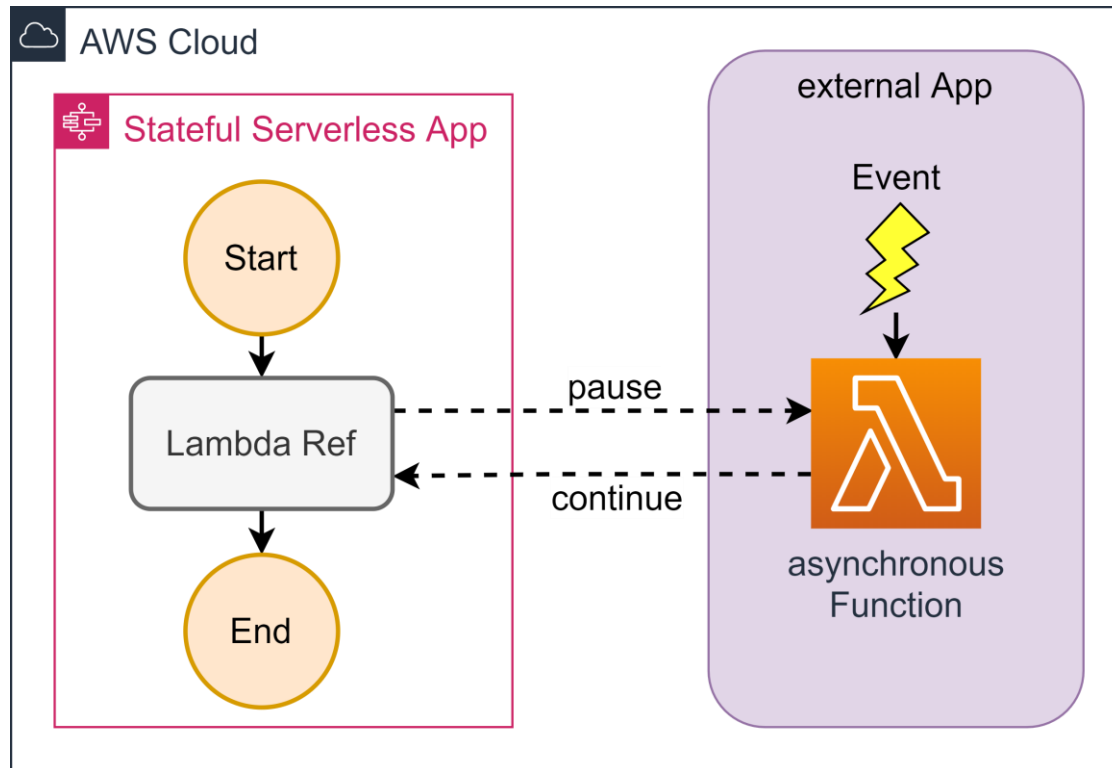 AWS Cloud
Stateful Serverless App
Start
Lambda Ref
End
pause
continue
external App
Event
asynchronous
Function